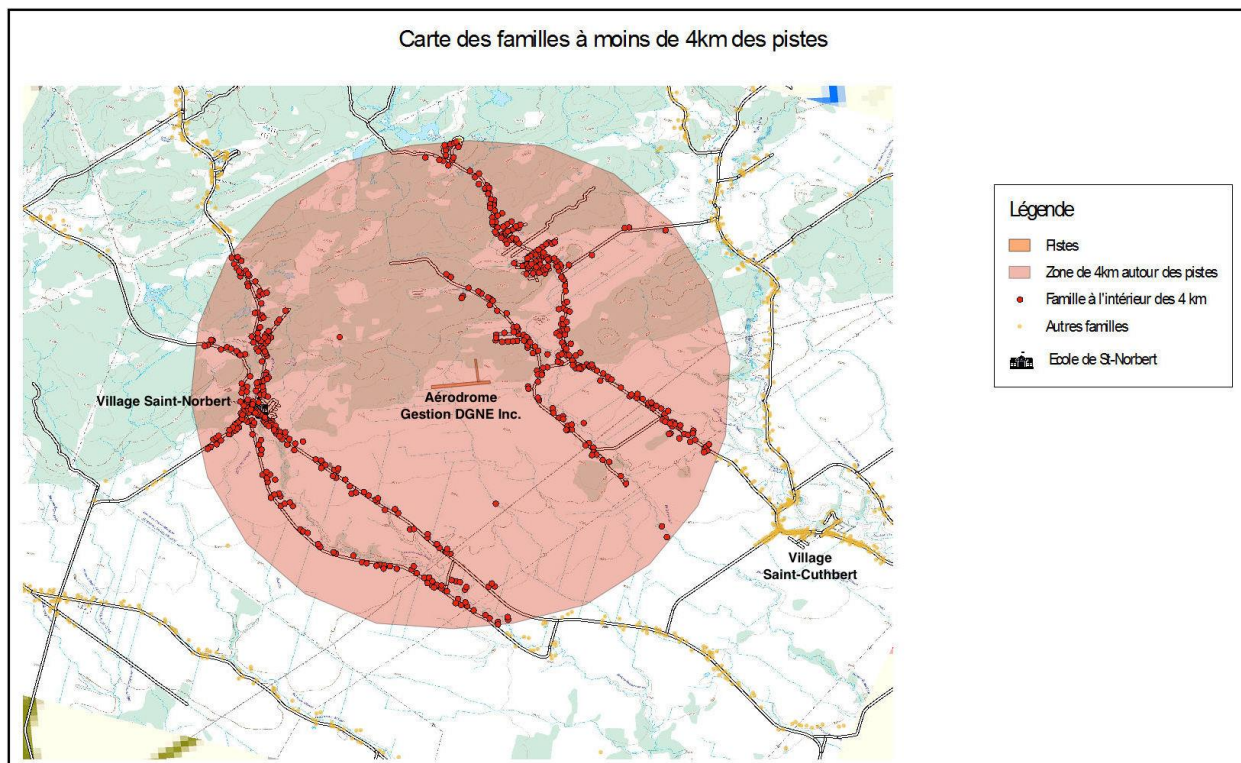 Carte des familles à moins de 4km des pistes
Village Saint-Norbert
Aérodrome
Gestion DGNE Inc.
Village
Saint-Cuthbert
Légende
Pistes
Zone de 4km autour des pistes
Famille à l'intérieur des 4 km
Autres familles
Ecole de St-Norbert